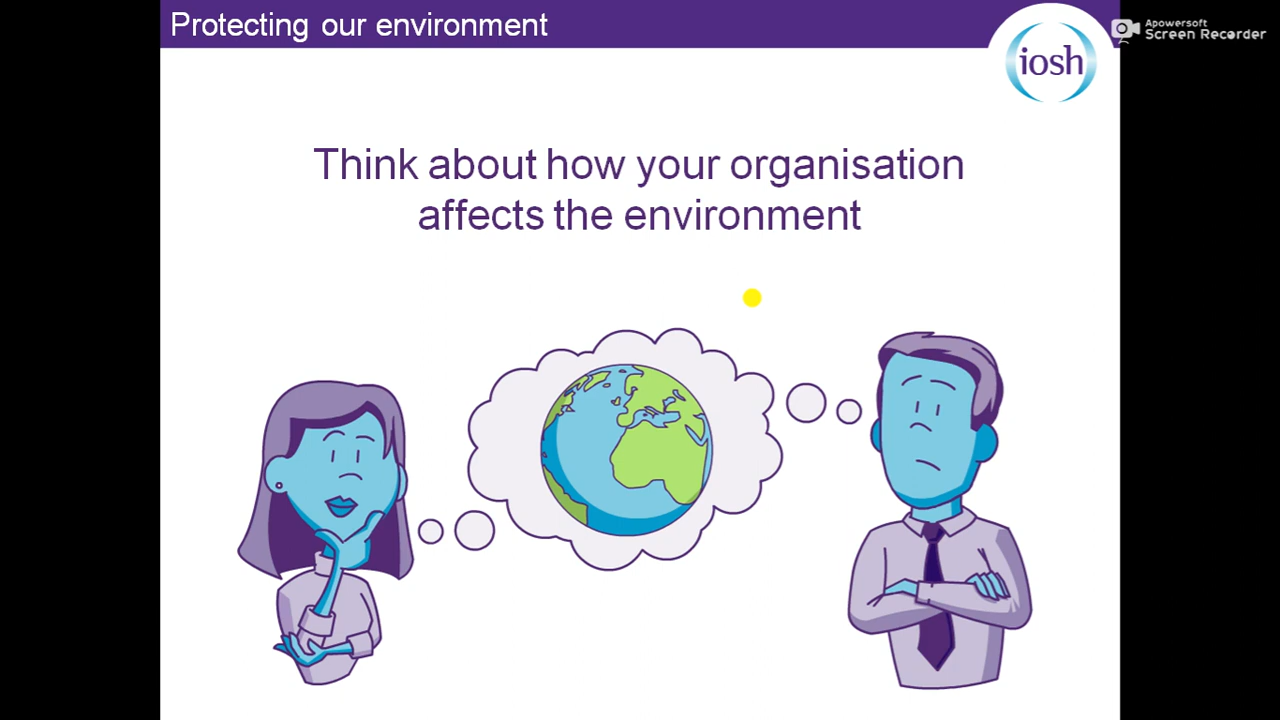 Protecting our environment
iosh
Apowersoft
Screen Recorder
Think about how your organisation
affects the environment